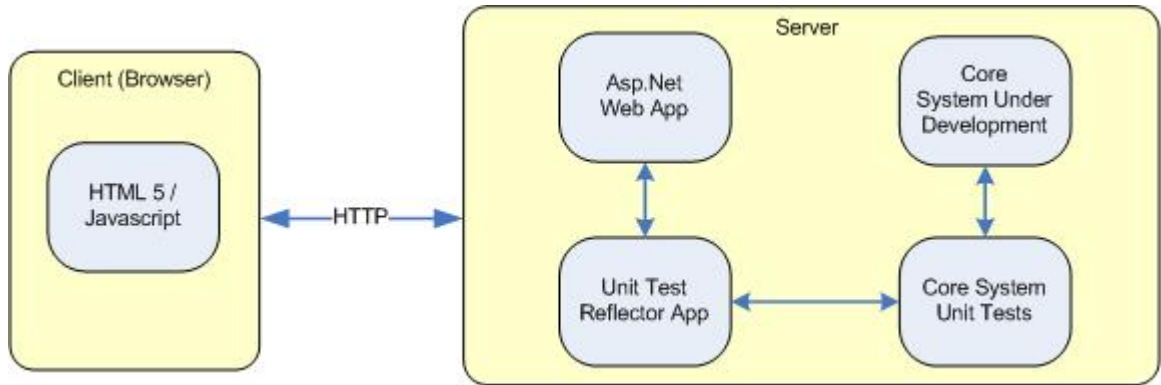 Client (Browser)
HTML 5 /
Javascript
HTTP
Server
Asp.Net
Web App
Core
System Under
Development
Unit Test
Reflector App
Core System
Unit Tests